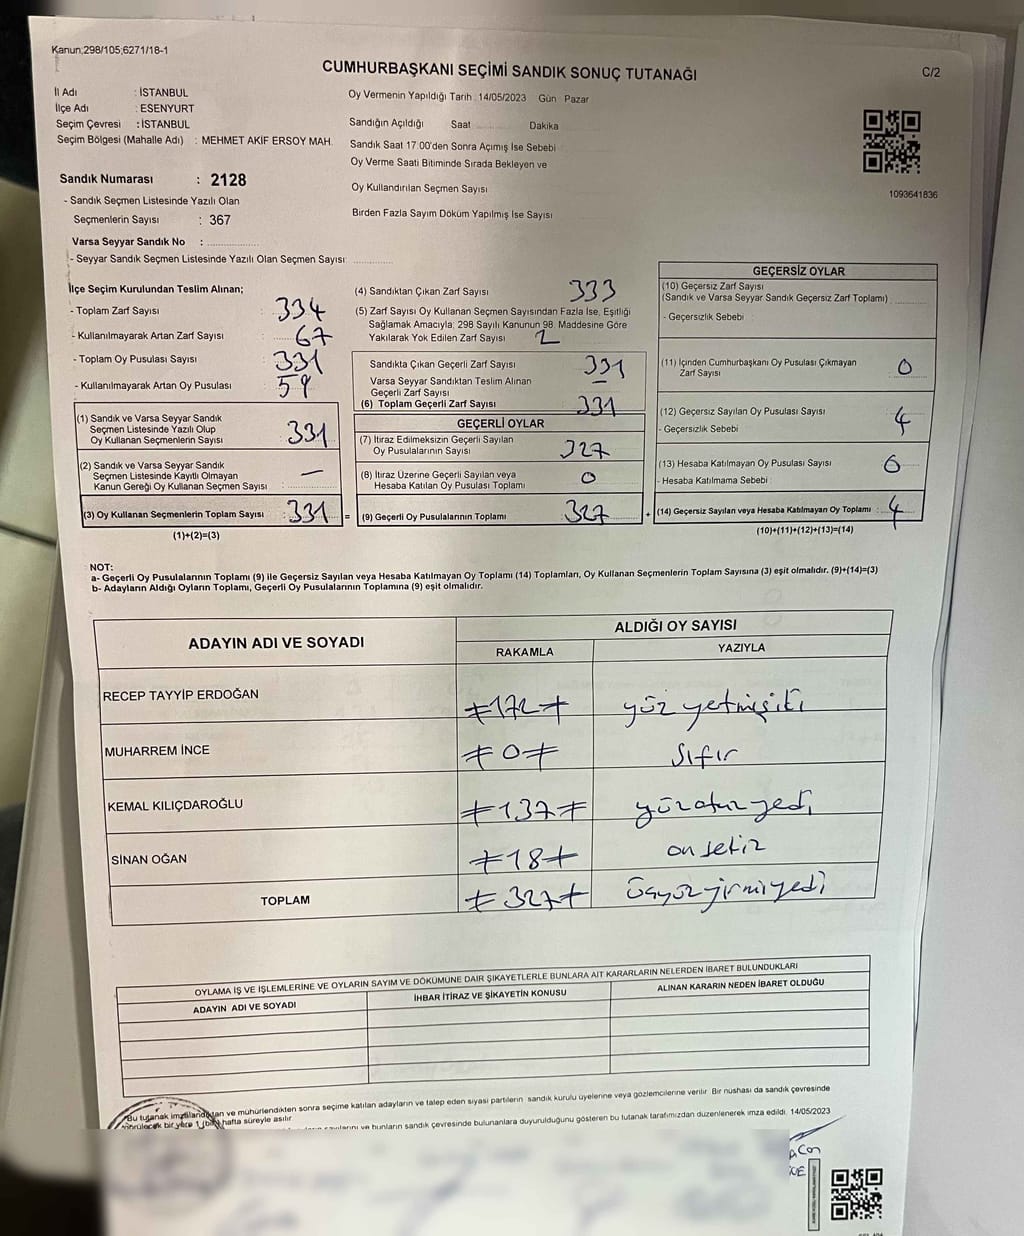 Kanun;298/105;6271/18-1
CUMHURBAŞKANI SEÇİMİ SANDIK SONUÇ TUTANAĞI
C/2
İl Adı : İSTANBUL
İlçe Adı : ESENYURT
Seçim Çevresi : İSTANBUL
Seçim Bölgesi (Mahalle Adı) : MEHMET AKİF ERSOY MAH.
Oy Vermenin Yapıldığı Tarih : 14/05/2023 Gün : Pazar
Sandığın Açıldığı Saat Dakika
Sandık Saat 17:00'den Sonra Açımış İse Sebebi
Oy Verme Saati Bitiminde Sırada Bekleyen ve
Oy Kullandırılan Seçmen Sayısı
Birden Fazla Sayım Döküm Yapılmış İse Sayısı
1093641836
Sandık Numarası : 2128
- Sandık Seçmen Listesinde Yazılı Olan
Seçmenlerin Sayısı : 367
Varsa Seyyar Sandık No :
- Seyyar Sandık Seçmen Listesinde Yazılı Olan Seçmen Sayısı:
İlçe Seçim Kurulundan Teslim Alınan;
- Toplam Zarf Sayısı : 334
- Kullanılmayarak Artan Zarf Sayısı : 67
- Toplam Oy Pusulası Sayısı : 331
- Kullanılmayarak Artan Oy Pusulası : 59
(1) Sandık ve Varsa Seyyar Sandık
Seçmen Listesinde Yazılı Olup
Oy Kullanan Seçmenlerin Sayısı : 331
(2) Sandık ve Varsa Seyyar Sandık
Seçmen Listesinde Kayıtlı Olmayan
Kanun Gereği Oy Kullanan Seçmen Sayısı : —
(3) Oy Kullanan Seçmenlerin Toplam Sayısı : 331 =
(1)+(2)=(3)
(4) Sandıktan Çıkan Zarf Sayısı 333
(5) Zarf Sayısı Oy Kullanan Seçmen Sayısından Fazla İse, Eşitliği
Sağlamak Amacıyla; 298 Sayılı Kanunun 98. Maddesine Göre
Yakılarak Yok Edilen Zarf Sayısı 2
Sandıkta Çıkan Geçerli Zarf Sayısı 331
Varsa Seyyar Sandıktan Teslim Alınan
Geçerli Zarf Sayısı —
(6) Toplam Geçerli Zarf Sayısı 331
GEÇERLİ OYLAR
(7) İtiraz Edilmeksizin Geçerli Sayılan
Oy Pusulalarının Sayısı 327
(8) İtiraz Üzerine Geçerli Sayılan veya
Hesaba Katılan Oy Pusulası Toplamı 0
(9) Geçerli Oy Pusulalarının Toplamı 327 +
GEÇERSİZ OYLAR
(10) Geçersiz Zarf Sayısı
(Sandık ve Varsa Seyyar Sandık Geçersiz Zarf Toplamı)
- Geçersizlik Sebebi :
(11) İçinden Cumhurbaşkanı Oy Pusulası Çıkmayan
Zarf Sayısı 0
(12) Geçersiz Sayılan Oy Pusulası Sayısı 4
- Geçersizlik Sebebi
(13) Hesaba Katılmayan Oy Pusulası Sayısı 0
- Hesaba Katılmama Sebebi :
(14) Geçersiz Sayılan veya Hesaba Katılmayan Oy Toplamı : 4
(10)+(11)+(12)+(13)=(14)
NOT:
a- Geçerli Oy Pusulalarının Toplamı (9) ile Geçersiz Sayılan veya Hesaba Katılmayan Oy Toplamı (14) Toplamları, Oy Kullanan Seçmenlerin Toplam Sayısına (3) eşit olmalıdır. (9)+(14)=(3)
b- Adayların Aldığı Oyların Toplamı, Geçerli Oy Pusulalarının Toplamına (9) eşit olmalıdır.
ADAYIN ADI VE SOYADI
ALDIĞI OY SAYISI
RAKAMLA YAZIYLA
RECEP TAYYİP ERDOĞAN ≠172≠ yüz yetmişiki
MUHARREM İNCE ≠0≠ sıfır
KEMAL KILIÇDAROĞLU ≠137≠ yüzotuzyedi
SİNAN OĞAN ≠18≠ onsekiz
TOPLAM ≠327≠ üçyüzyirmiyedi
OYLAMA İŞ VE İŞLEMLERİNE VE OYLARIN SAYIM VE DÖKÜMÜNE DAİR ŞİKAYETLERLE BUNLARA AİT KARARLARIN NELERDEN İBARET BULUNDUKLARI
ADAYIN ADI VE SOYADI İHBAR İTİRAZ VE ŞİKAYETİN KONUSU ALINAN KARARIN NEDEN İBARET OLDUĞU
Bu tutanak imzalandıktan ve mühürlendikten sonra seçime katılan adayların ve talep eden siyasi partilerin sandık kurulu üyelerine veya gözlemcilerine verilir. Bir nüshası da sandık çevresinde
görülecek bir yere 1 (bir) hafta süreyle asılır.
ve bunların sandık çevresinde bulunanlara duyurulduğunu gösteren bu tutanak tarafımızdan düzenlenerek imza edildi. 14/05/2023